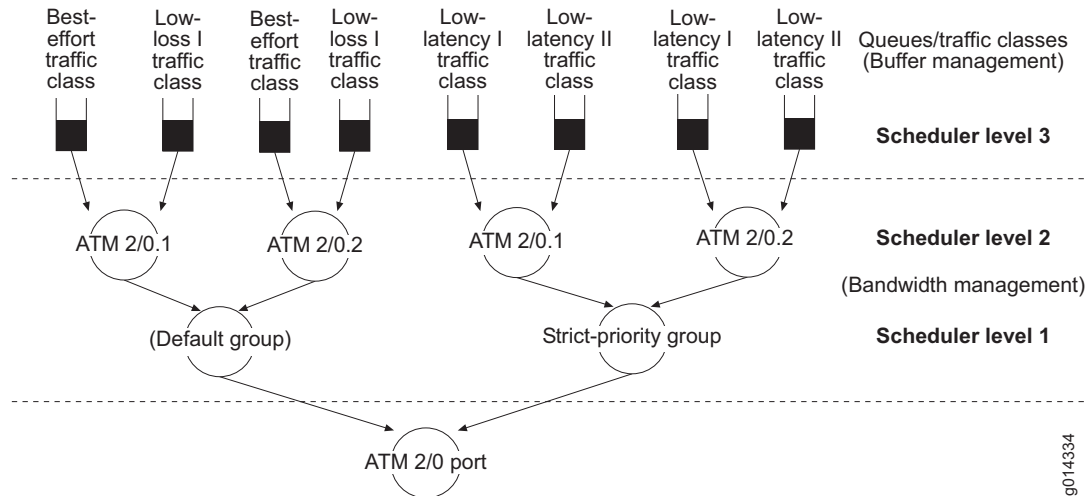 Best-
effort
traffic
class
Low-
loss I
traffic
class
Best-
effort
traffic
class
Low-
loss I
traffic
class
Low-
latency I
traffic
class
Low-
latency II
traffic
class
Low-
latency I
traffic
class
Low-
latency II
traffic
class
Queues/traffic classes
(Buffer management)
Scheduler level 3
ATM 2/0.1
ATM 2/0.2
ATM 2/0.1
ATM 2/0.2
Scheduler level 2
(Bandwidth management)
(Default group)
Strict-priority group
Scheduler level 1
ATM 2/0 port
g014334